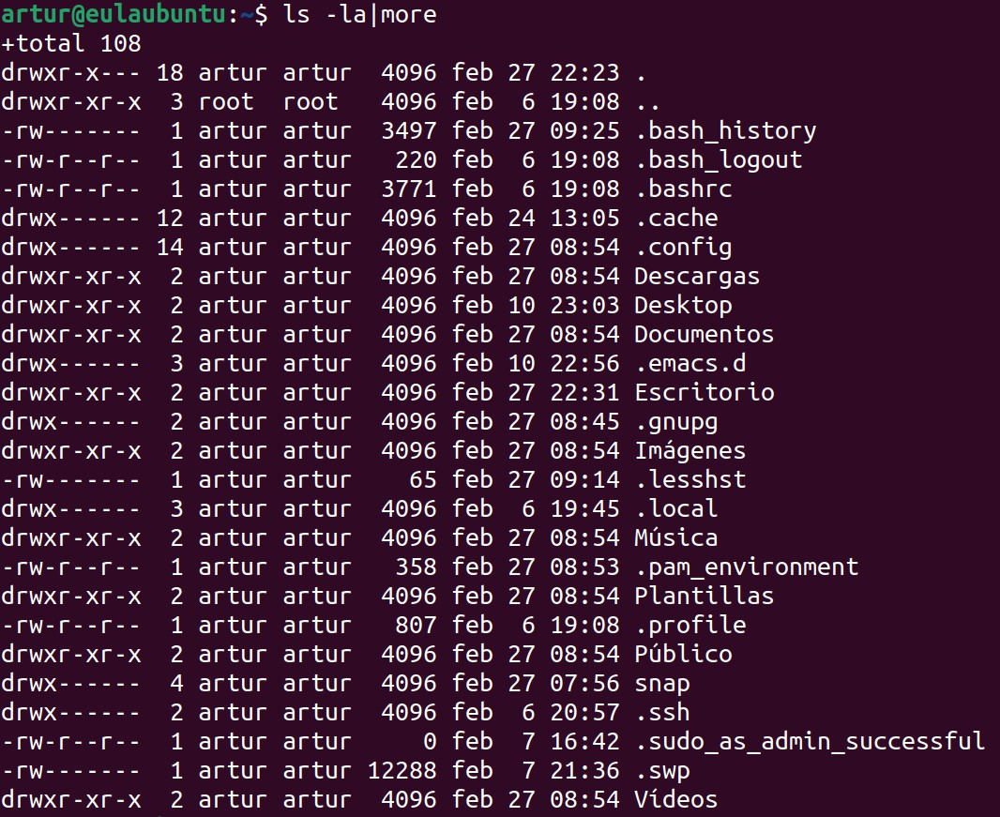 artur@eulaubuntu:~$ ls -la|more
+total 108
drwxr-x--- 18 artur artur  4096 feb 27 22:23 .
drwxr-xr-x  3 root  root   4096 feb  6 19:08 ..
-rw-------  1 artur artur  3497 feb 27 09:25 .bash_history
-rw-r--r--  1 artur artur   220 feb  6 19:08 .bash_logout
-rw-r--r--  1 artur artur  3771 feb  6 19:08 .bashrc
drwx------ 12 artur artur  4096 feb 24 13:05 .cache
drwx------ 14 artur artur  4096 feb 27 08:54 .config
drwxr-xr-x  2 artur artur  4096 feb 27 08:54 Descargas
drwxr-xr-x  2 artur artur  4096 feb 10 23:03 Desktop
drwxr-xr-x  2 artur artur  4096 feb 27 08:54 Documentos
drwx------  3 artur artur  4096 feb 10 22:56 .emacs.d
drwxr-xr-x  2 artur artur  4096 feb 27 22:31 Escritorio
drwx------  2 artur artur  4096 feb 27 08:45 .gnupg
drwxr-xr-x  2 artur artur  4096 feb 27 08:54 Imágenes
-rw-------  1 artur artur    65 feb 27 09:14 .lesshst
drwx------  3 artur artur  4096 feb  6 19:45 .local
drwxr-xr-x  2 artur artur  4096 feb 27 08:54 Música
-rw-r--r--  1 artur artur   358 feb 27 08:53 .pam_environment
drwxr-xr-x  2 artur artur  4096 feb 27 08:54 Plantillas
-rw-r--r--  1 artur artur   807 feb  6 19:08 .profile
drwxr-xr-x  2 artur artur  4096 feb 27 08:54 Público
drwx------  4 artur artur  4096 feb 27 07:56 snap
drwx------  2 artur artur  4096 feb  6 20:57 .ssh
-rw-r--r--  1 artur artur     0 feb  7 16:42 .sudo_as_admin_successful
-rw-------  1 artur artur 12288 feb  7 21:36 .swp
drwxr-xr-x  2 artur artur  4096 feb 27 08:54 Vídeos